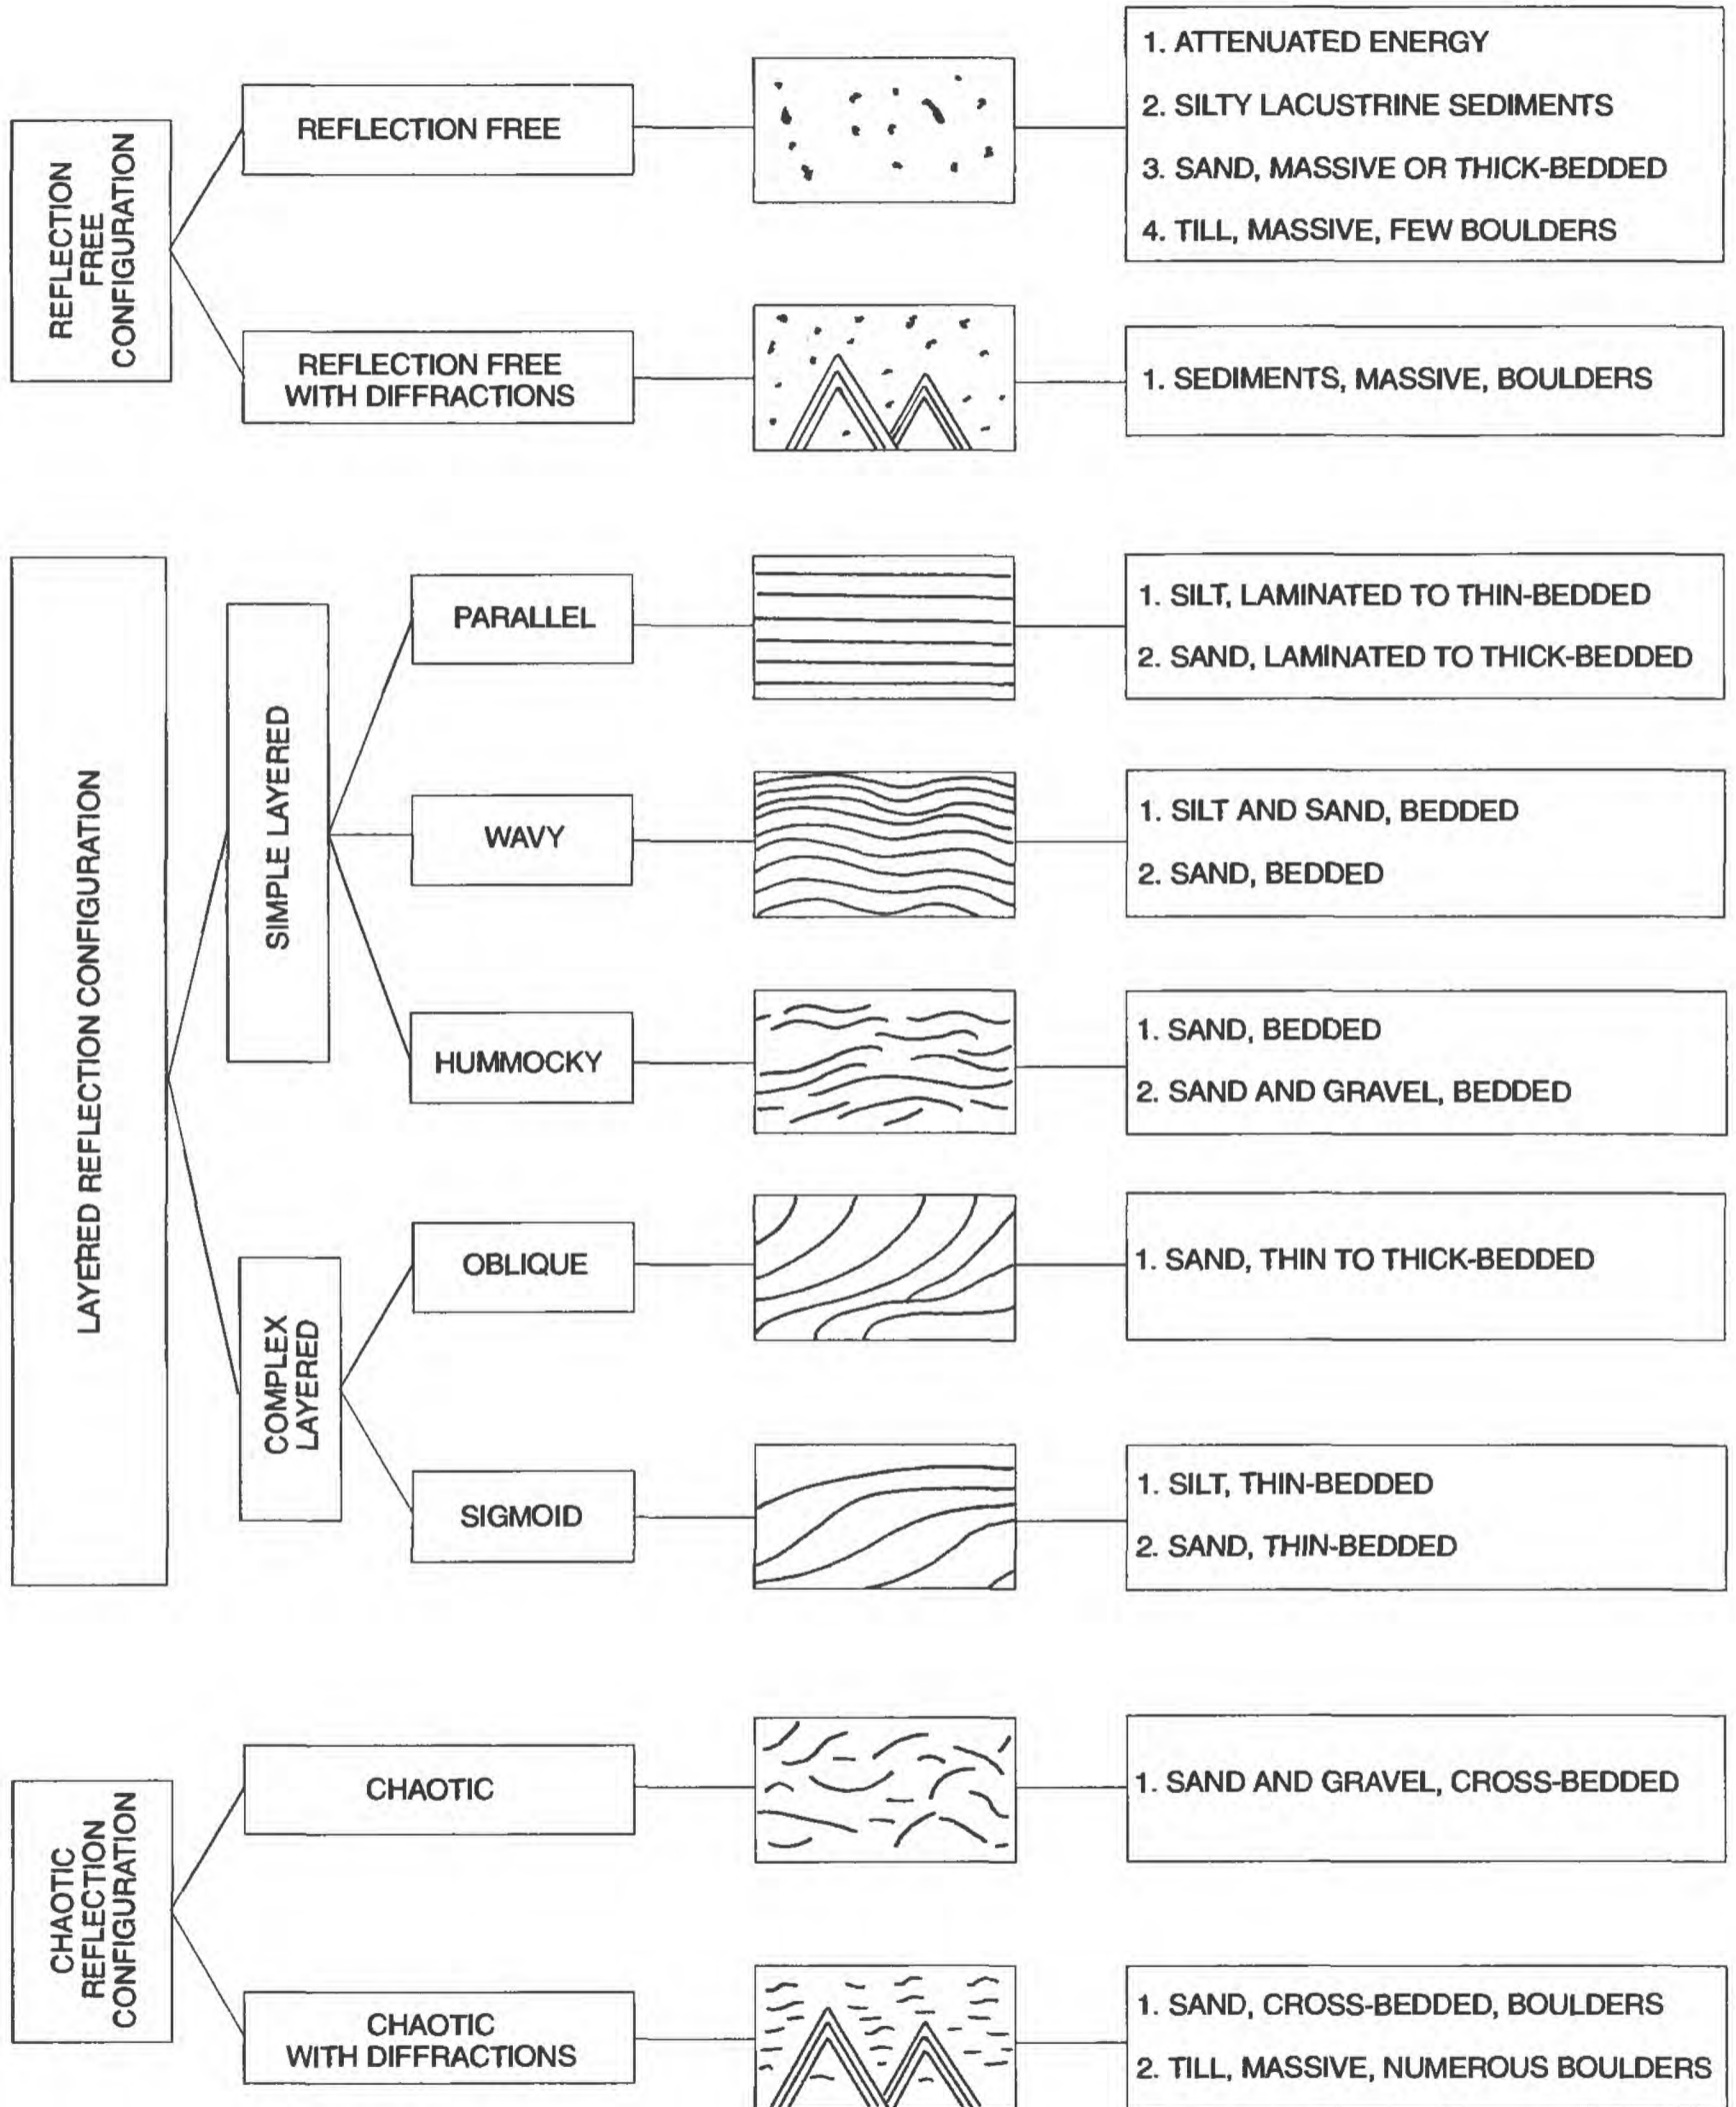 REFLECTION
FREE
CONFIGURATION
REFLECTION FREE
1. ATTENUATED ENERGY
2. SILTY LACUSTRINE SEDIMENTS
3. SAND, MASSIVE OR THICK-BEDDED
4. TILL, MASSIVE, FEW BOULDERS
REFLECTION FREE
WITH DIFFRACTIONS
1. SEDIMENTS, MASSIVE, BOULDERS
LAYERED REFLECTION CONFIGURATION
SIMPLE LAYERED
PARALLEL
1. SILT, LAMINATED TO THIN-BEDDED
2. SAND, LAMINATED TO THICK-BEDDED
WAVY
1. SILT AND SAND, BEDDED
2. SAND, BEDDED
HUMMOCKY
1. SAND, BEDDED
2. SAND AND GRAVEL, BEDDED
COMPLEX
LAYERED
OBLIQUE
1. SAND, THIN TO THICK-BEDDED
SIGMOID
1. SILT, THIN-BEDDED
2. SAND, THIN-BEDDED
CHAOTIC
REFLECTION
CONFIGURATION
CHAOTIC
1. SAND AND GRAVEL, CROSS-BEDDED
CHAOTIC
WITH DIFFRACTIONS
1. SAND, CROSS-BEDDED, BOULDERS
2. TILL, MASSIVE, NUMEROUS BOULDERS